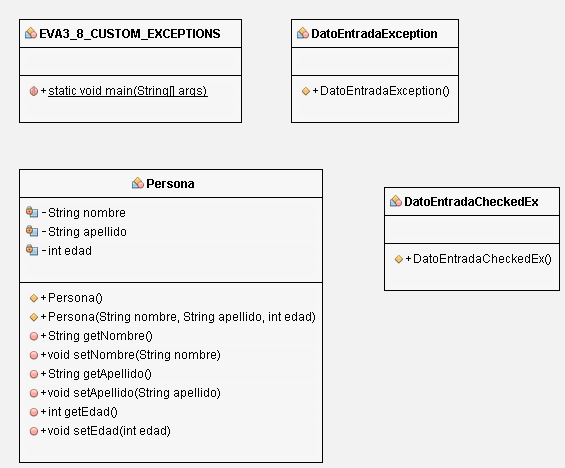 EVA3_8_CUSTOM_EXCEPTIONS
+ static void main(String[] args)
DatoEntradaException
+ DatoEntradaException()
Persona
- String nombre
- String apellido
- int edad
+ Persona()
+ Persona(String nombre, String apellido, int edad)
+ String getNombre()
+ void setNombre(String nombre)
+ String getApellido()
+ void setApellido(String apellido)
+ int getEdad()
+ void setEdad(int edad)
DatoEntradaCheckedEx
+ DatoEntradaCheckedEx()